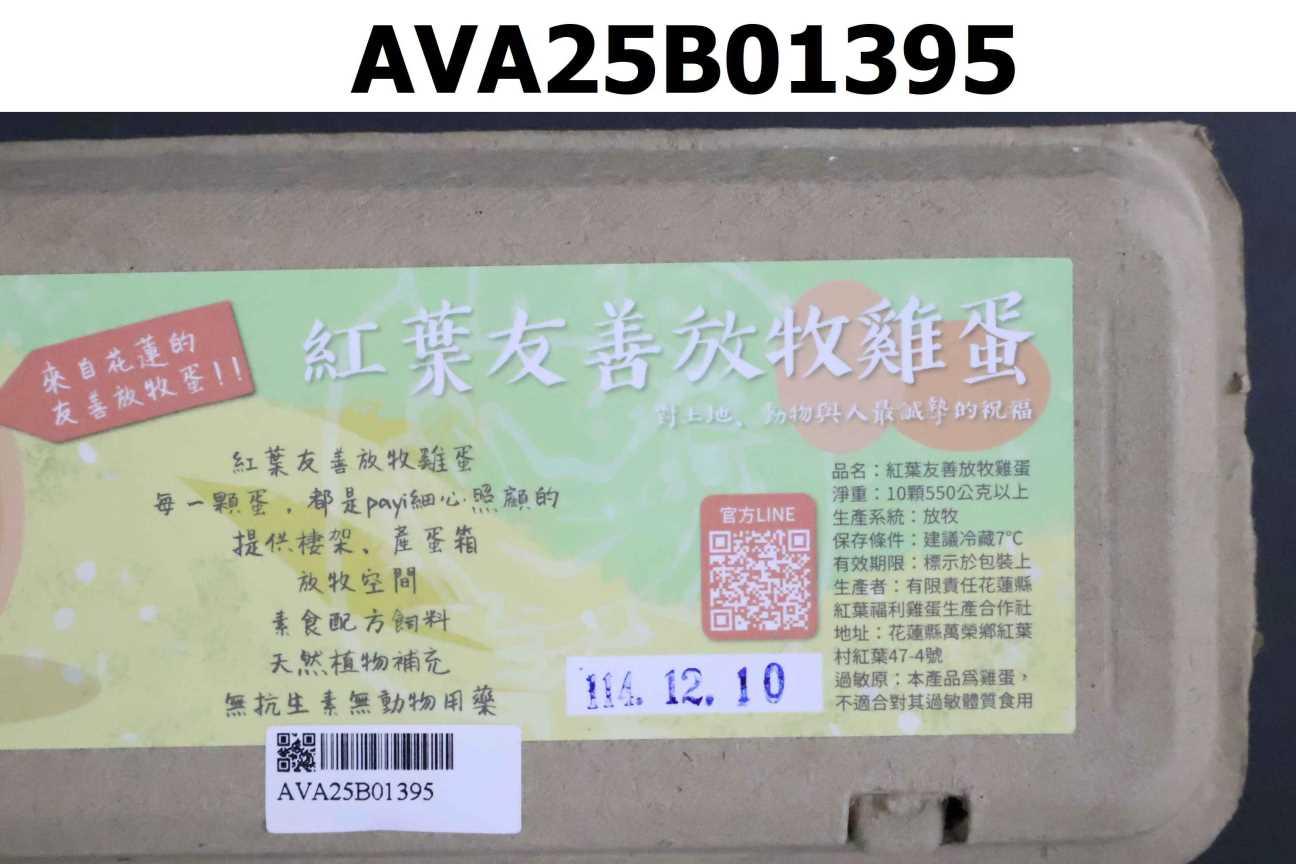 AVA25B01395
來自花蓮的
友善放牧蛋!!
紅葉友善放牧雞蛋
對土地、動物與人最誠摯的祝福
紅葉友善放牧雞蛋
每一顆蛋，都是payi細心照顧的
提供棲架、產蛋箱
放牧空間
素食配方飼料
天然植物補充
無抗生素無動物用藥
官方LINE
品名：紅葉友善放牧雞蛋
淨重：10顆550公克以上
生產系統：放牧
保存條件：建議冷藏7°C
有效期限：標示於包裝上
生產者：有限責任花蓮縣
紅葉福利雞蛋生產合作社
地址：花蓮縣萬榮鄉紅葉
村紅葉47-4號
過敏原：本產品為雞蛋，
不適合對其過敏體質食用
114.12.10
AVA25B01395